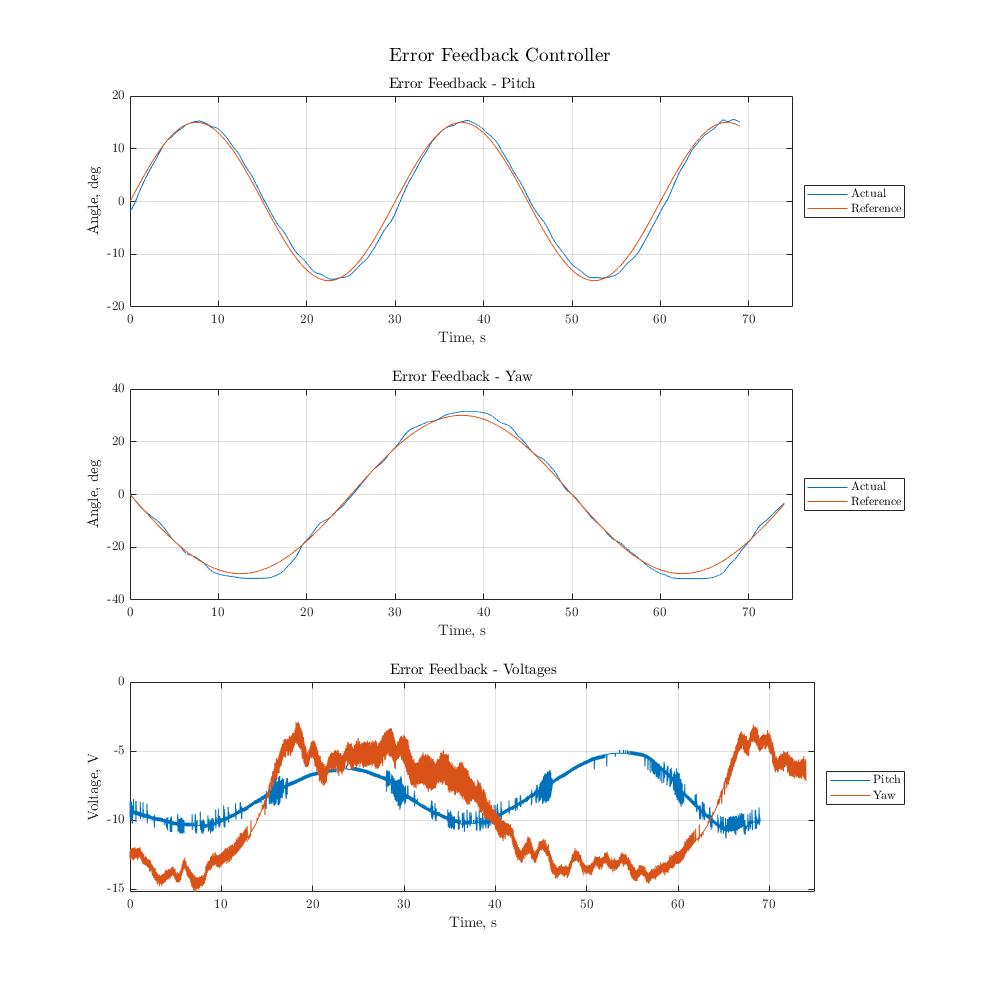 Error Feedback Controller
Error Feedback - Pitch
20
10
0
-10
-20
Angle, deg
0 10 20 30 40 50 60 70
Time, s
Actual
Reference
Error Feedback - Yaw
40
20
0
-20
-40
Angle, deg
0 10 20 30 40 50 60 70
Time, s
Actual
Reference
Error Feedback - Voltages
0
-5
-10
-15
Voltage, V
0 10 20 30 40 50 60 70
Time, s
Pitch
Yaw